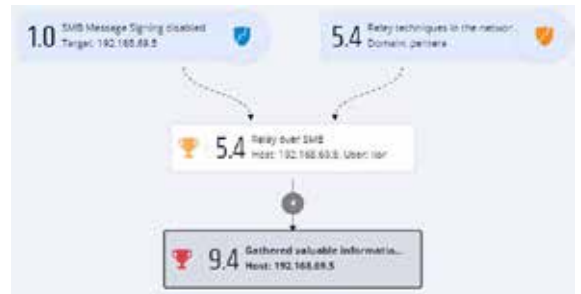 1.0 SMB Message Signing disabled
Target: 192.168.69.5
5.4 Relay techniques in the networ...
Domain: pentera
5.4 Relay over SMB
Host: 192.168.69.5, User: lior
9.4 Gathered valuable informatio...
Host: 192.168.69.5